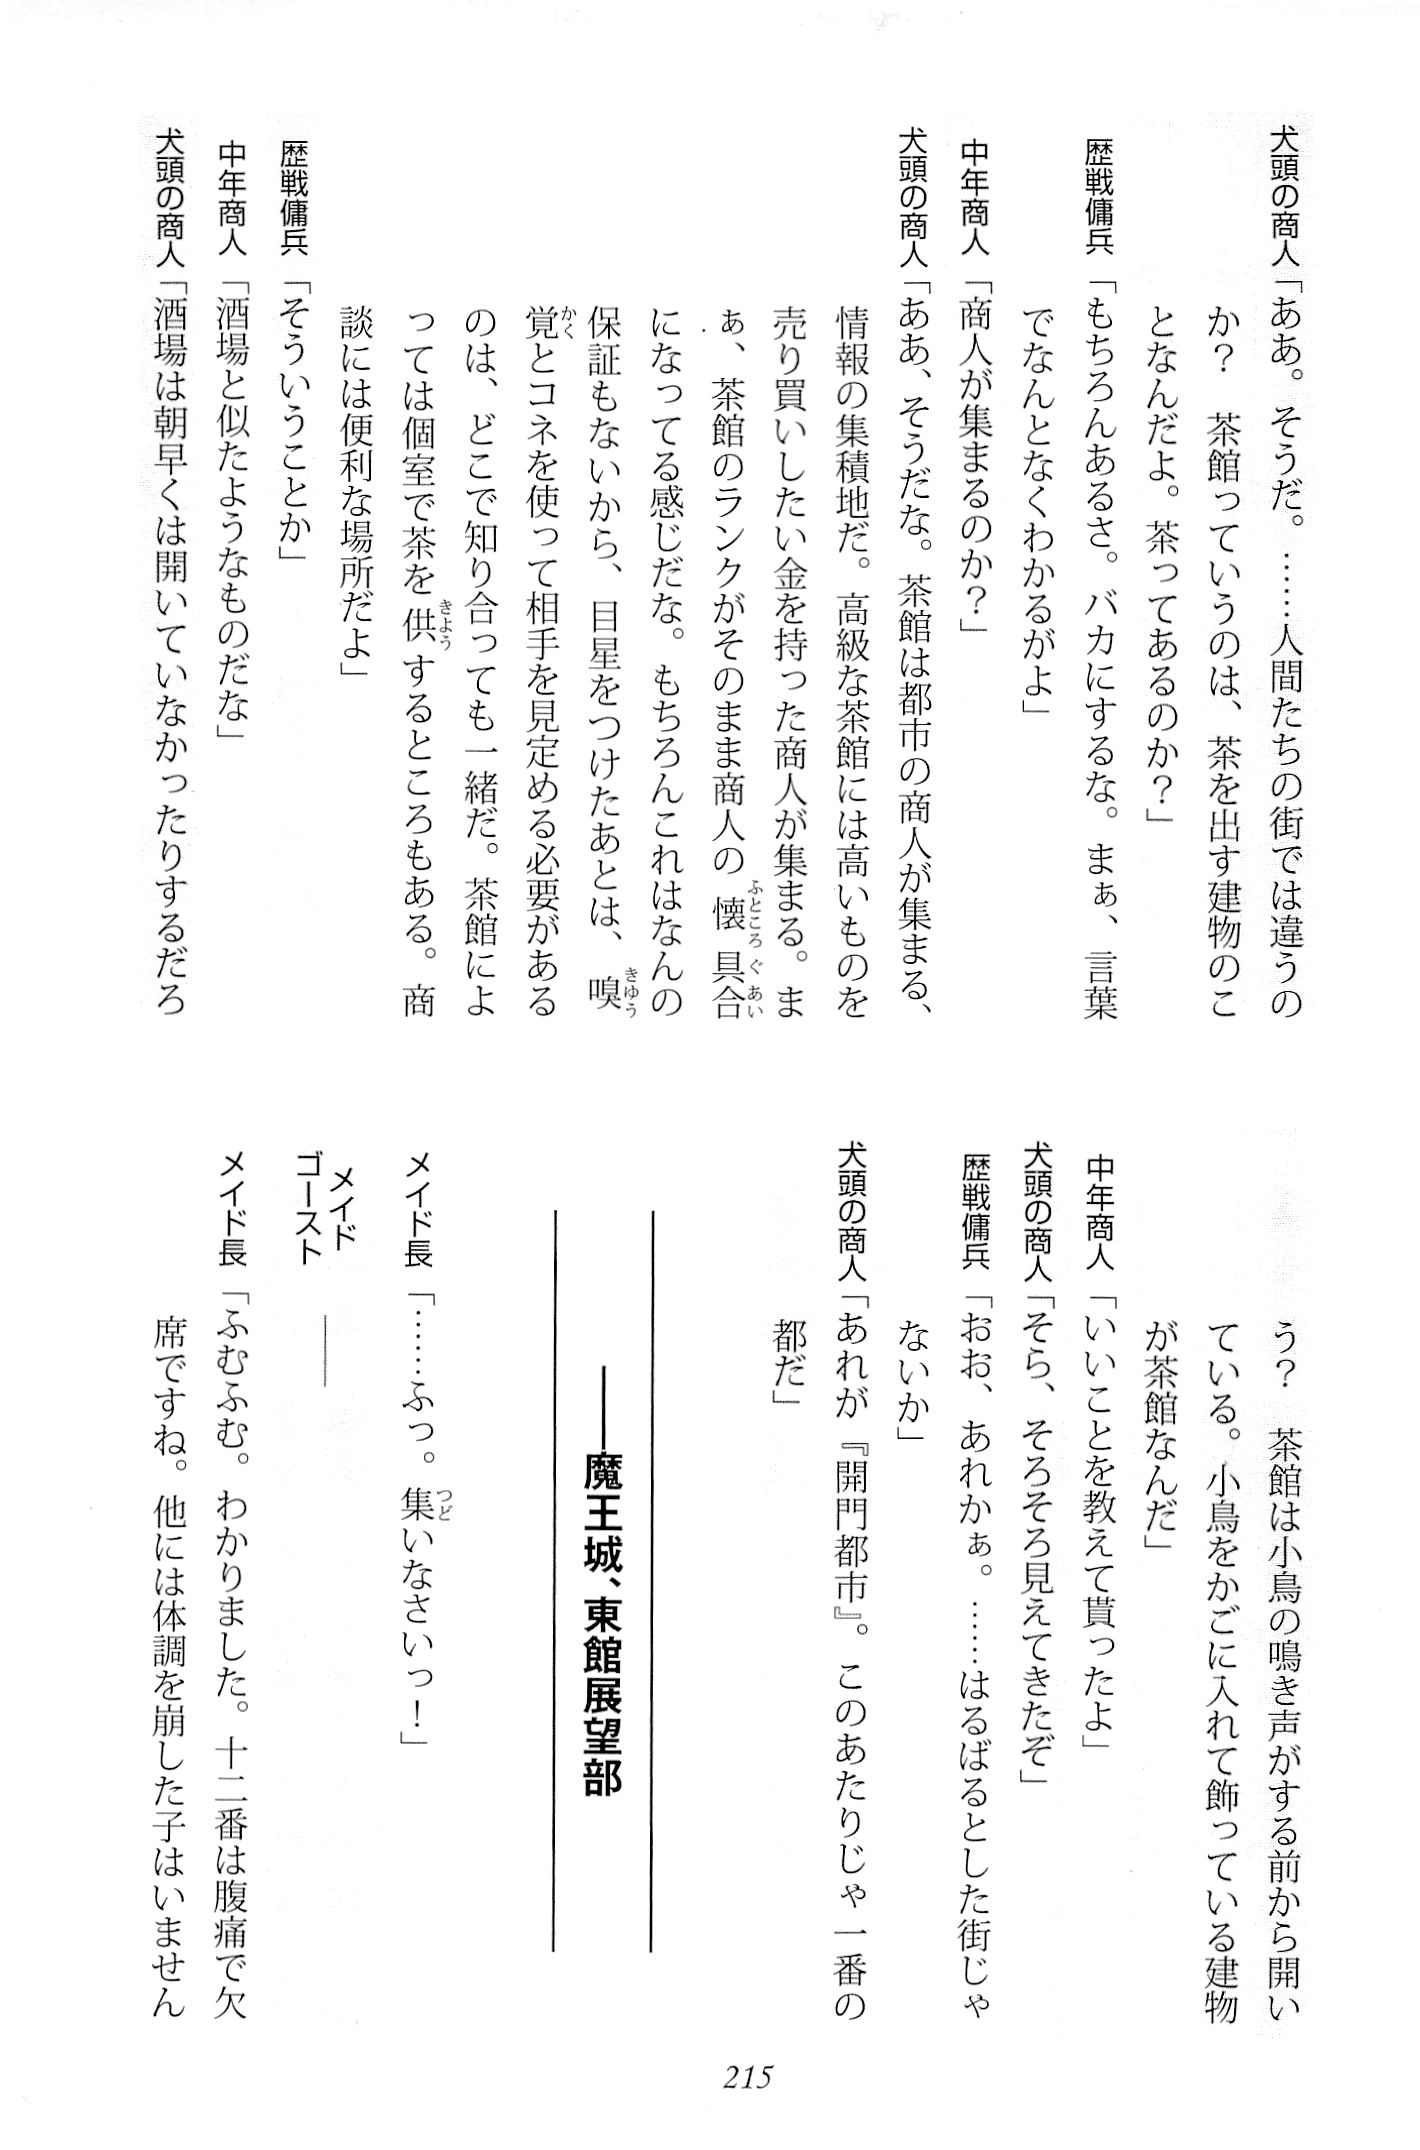 犬頭の商人「ああ。そうだ。……人間たちの街では違うの
か？　茶館っていうのは、茶を出す建物のこ
となんだよ。茶ってあるのか？」
歴戦傭兵「もちろんあるさ。バカにするな。まぁ、言葉
でなんとなくわかるがよ」
中年商人「商人が集まるのか？」
犬頭の商人「ああ、そうだな。茶館は都市の商人が集まる、
情報の集積地だ。高級な茶館には高いものを
売り買いしたい金を持った商人が集まる。ま
ぁ、茶館のランクがそのまま商人の懐具合
になってる感じだな。もちろんこれはなんの
保証もないから、目星をつけたあとは、嗅
覚とコネを使って相手を見定める必要がある
のは、どこで知り合っても一緒だ。茶館によ
っては個室で茶を供するところもある。商
談には便利な場所だよ」
歴戦傭兵「そういうことか」
中年商人「酒場と似たようなものだな」
犬頭の商人「酒場は朝早くは開いていなかったりするだろ
う？　茶館は小鳥の鳴き声がする前から開い
ている。小鳥をかごに入れて飾っている建物
が茶館なんだ」
中年商人「いいことを教えて貰ったよ」
犬頭の商人「そら、そろそろ見えてきたぞ」
歴戦傭兵「おお、あれかぁ。……はるばるとした街じゃ
ないか」
犬頭の商人「あれが『開門都市』。このあたりじゃ一番の
都だ」
――魔王城、東館展望部
メイド長「……ふっ。集いなさいっ！」
メイド
ゴースト　――
メイド長「ふむふむ。わかりました。十二番は腹痛で欠
席ですね。他には体調を崩した子はいません
215